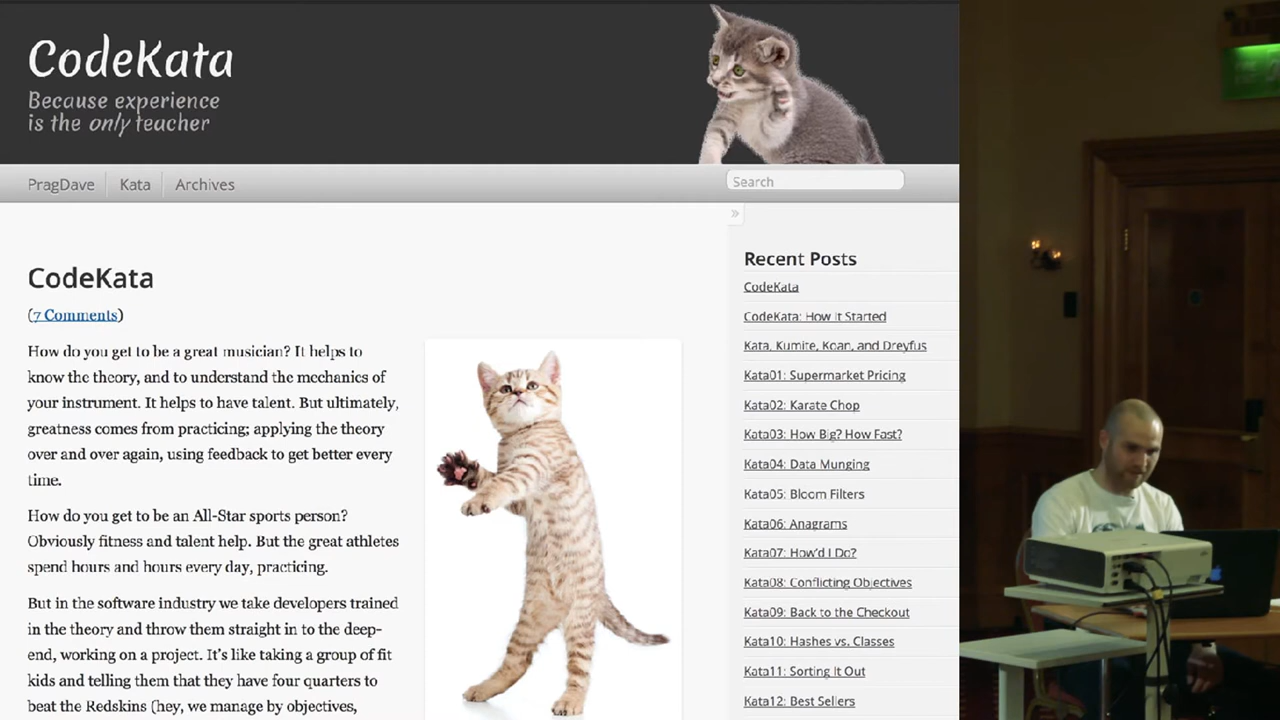 CodeKata
Because experience
is the only teacher
PragDave
Kata
Archives
Search
»
CodeKata
(7 Comments)
How do you get to be a great musician? It helps to
know the theory, and to understand the mechanics of
your instrument. It helps to have talent. But ultimately,
greatness comes from practicing; applying the theory
over and over again, using feedback to get better every
time.
How do you get to be an All-Star sports person?
Obviously fitness and talent help. But the great athletes
spend hours and hours every day, practicing.
But in the software industry we take developers trained
in the theory and throw them straight in to the deep-
end, working on a project. It's like taking a group of fit
kids and telling them that they have four quarters to
beat the Redskins (hey, we manage by objectives,
Recent Posts
CodeKata
CodeKata: How It Started
Kata, Kumite, Koan, and Dreyfus
Kata01: Supermarket Pricing
Kata02: Karate Chop
Kata03: How Big? How Fast?
Kata04: Data Munging
Kata05: Bloom Filters
Kata06: Anagrams
Kata07: How'd I Do?
Kata08: Conflicting Objectives
Kata09: Back to the Checkout
Kata10: Hashes vs. Classes
Kata11: Sorting It Out
Kata12: Best Sellers